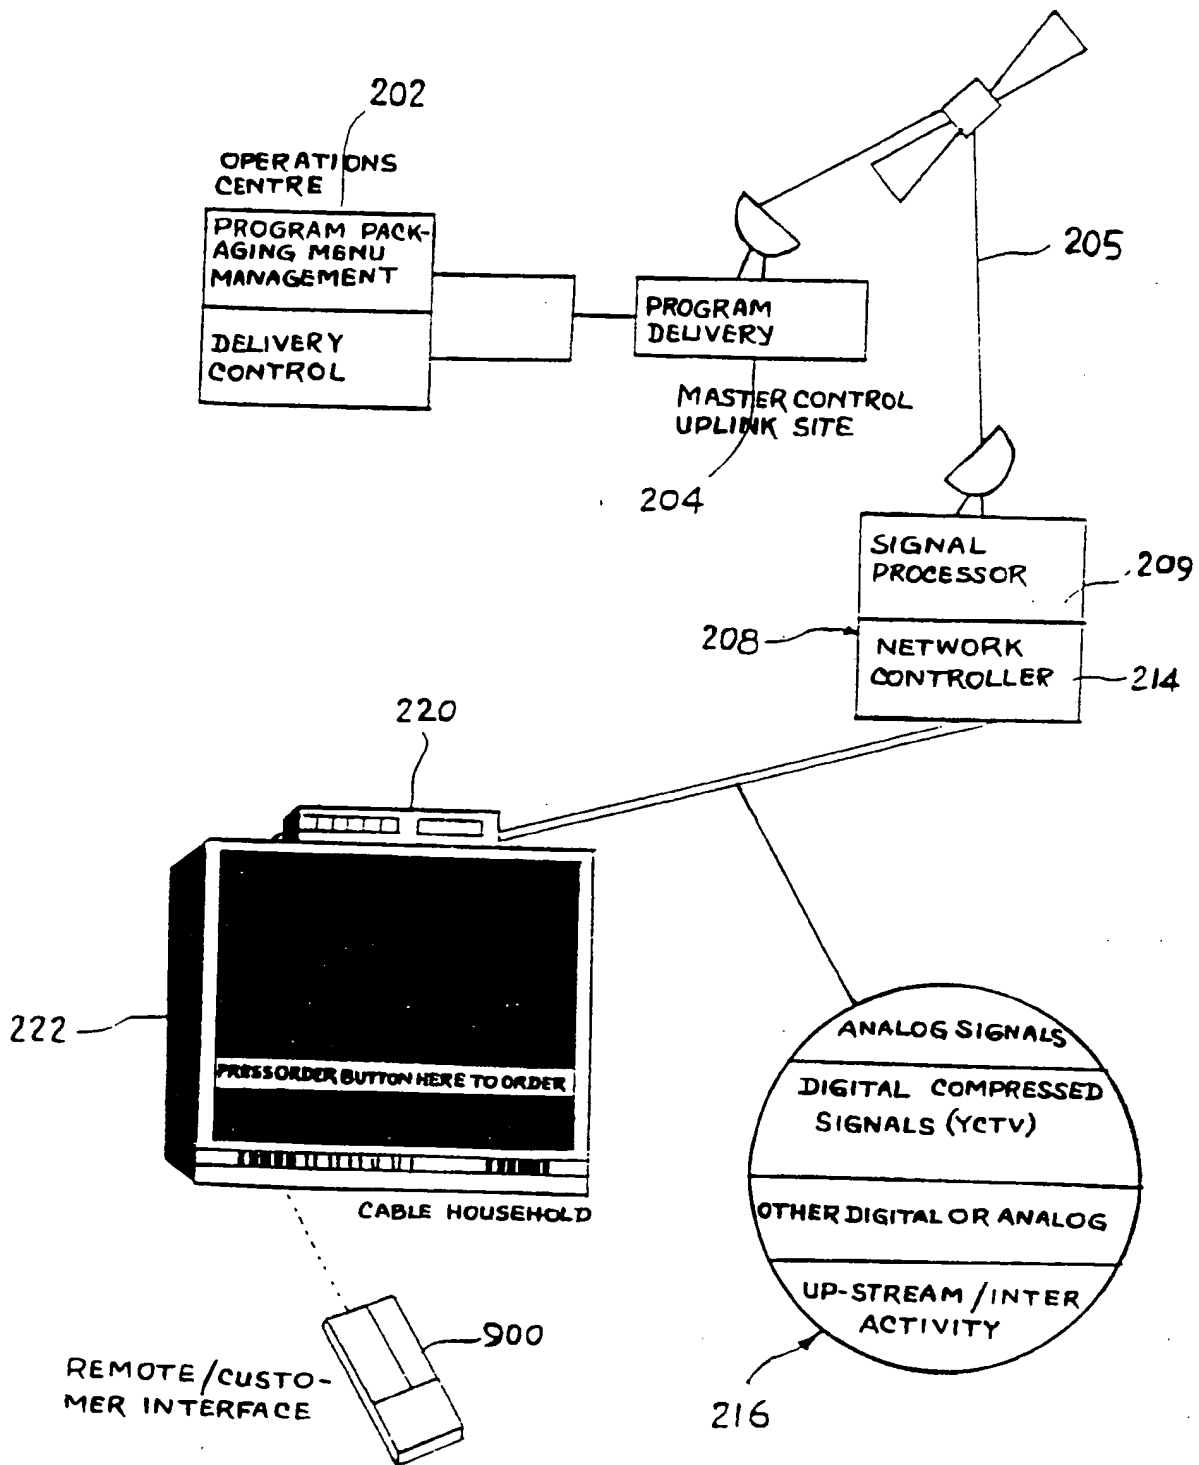 202
OPERATIONS
CENTRE
PROGRAM PACK-
AGING MENU
MANAGEMENT
DELIVERY
CONTROL
PROGRAM
DELIVERY
205
MASTER CONTROL
UPLINK SITE
204
SIGNAL
PROCESSOR
209
208
NETWORK
CONTROLLER
214
220
222
PRESS ORDER BUTTON HERE TO ORDER
CABLE HOUSEHOLD
ANALOG SIGNALS
DIGITAL COMPRESSED
SIGNALS (YCTV)
OTHER DIGITAL OR ANALOG
UP-STREAM/INTER
ACTIVITY
216
900
REMOTE/CUSTO-
MER INTERFACE